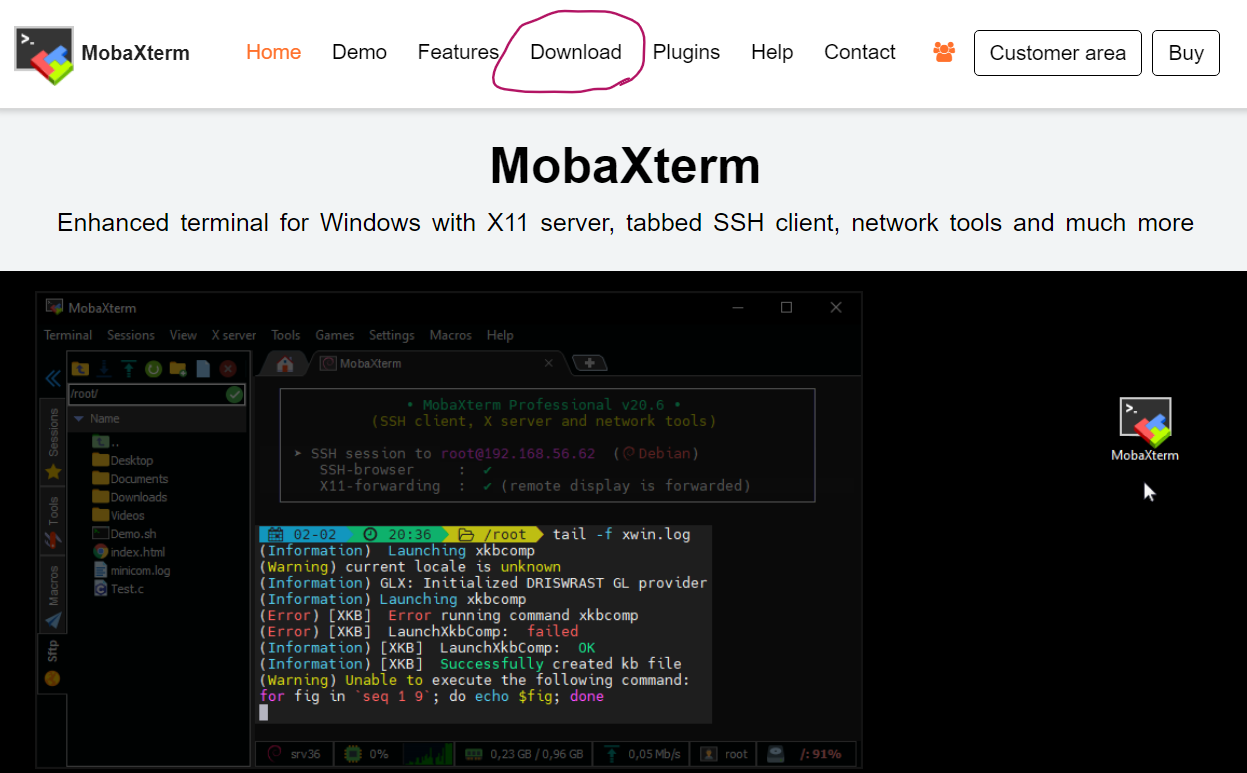 MobaXterm Home Demo Features Download Plugins Help Contact Customer area Buy
MobaXterm
Enhanced terminal for Windows with X11 server, tabbed SSH client, network tools and much more
MobaXterm
Terminal Sessions View X server Tools Games Settings Macros Help
MobaXterm
/root/
Name
..
Desktop
Documents
Downloads
Videos
Demo.sh
index.html
minicom.log
Test.c
Sessions
Tools
Macros
Sftp
• MobaXterm Professional v20.6 •
(SSH client, X server and network tools)
➤ SSH session to root@192.168.56.62 (Debian)
SSH-browser : ✔
X11-forwarding : ✔ (remote display is forwarded)
02-02 20:36 /root tail -f xwin.log
(Information) Launching xkbcomp
(Warning) current locale is unknown
(Information) GLX: Initialized DRISWRAST GL provider
(Information) Launching xkbcomp
(Error) [XKB] Error running command xkbcomp
(Error) [XKB] LaunchXkbComp: failed
(Information) [XKB] LaunchXkbComp: OK
(Information) [XKB] Successfully created kb file
(Warning) Unable to execute the following command:
for fig in `seq 1 9`; do echo $fig; done
srv36 0% 0,23 GB / 0,96 GB 0,05 Mb/s root /: 91%
MobaXterm